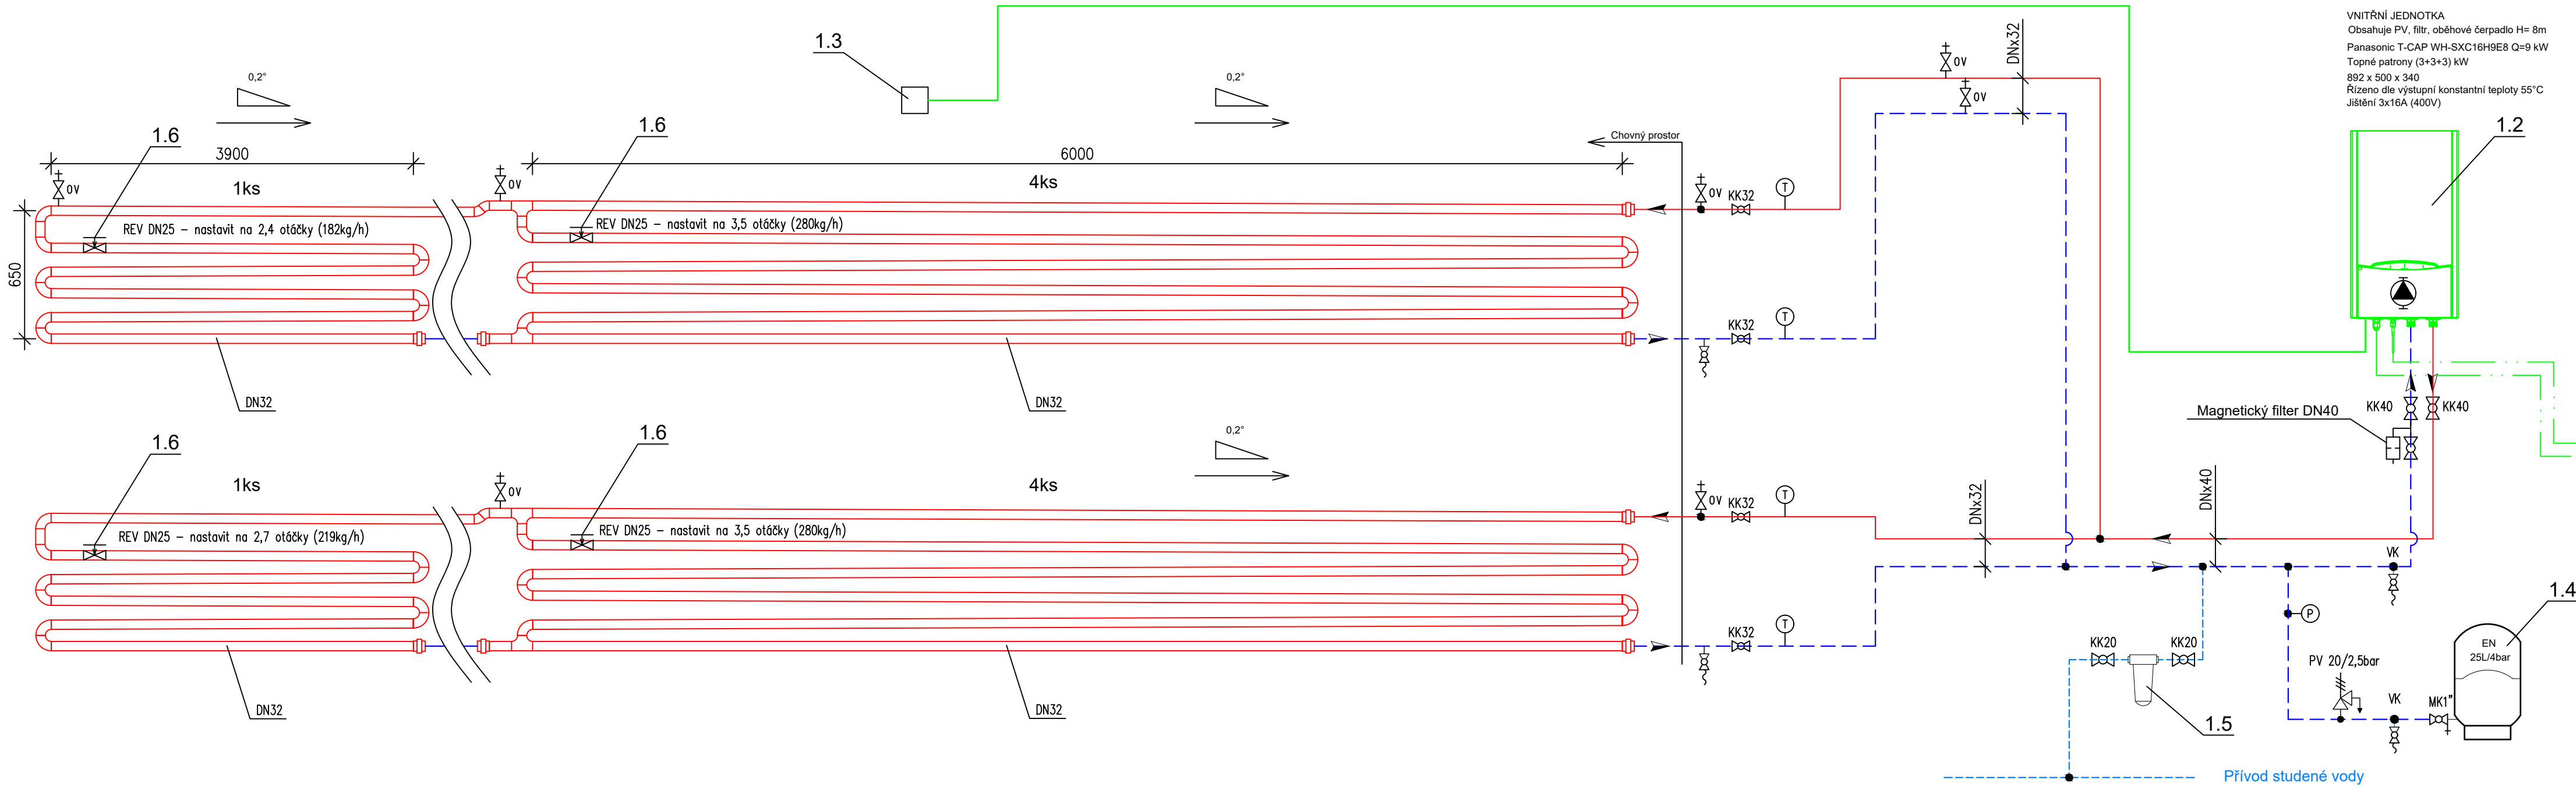 VNITŘNÍ JEDNOTKA
Obsahuje PV, filtr, oběhové čerpadlo H= 8m
Panasonic T-CAP WH-SXC16H9E8 Q=9 kW
Topné patrony (3+3+3) kW
892 x 500 x 340
Řízeno dle výstupní konstantní teploty 55°C
Jištění 3x16A (400V)
1.2
1.3
DNx32
OV
OV
0,2°
0,2°
1.6
1.6
3900
6000
Chovný prostor
1ks
4ks
OV
OV
OV
KK32
T
REV DN25 – nastavit na 2,4 otáčky (182kg/h)
REV DN25 – nastavit na 3,5 otáčky (280kg/h)
650
KK32
T
DN32
DN32
Magnetický filter DN40
KK40
KK40
0,2°
1.6
1.6
1ks
4ks
OV
OV
KK32
T
DNx32
DNx40
REV DN25 – nastavit na 2,7 otáčky (219kg/h)
REV DN25 – nastavit na 3,5 otáčky (280kg/h)
VK
1.4
P
KK32
T
KK20
KK20
EN
25L/4bar
PV 20/2,5bar
DN32
DN32
VK
MK1"
1.5
Přívod studené vody